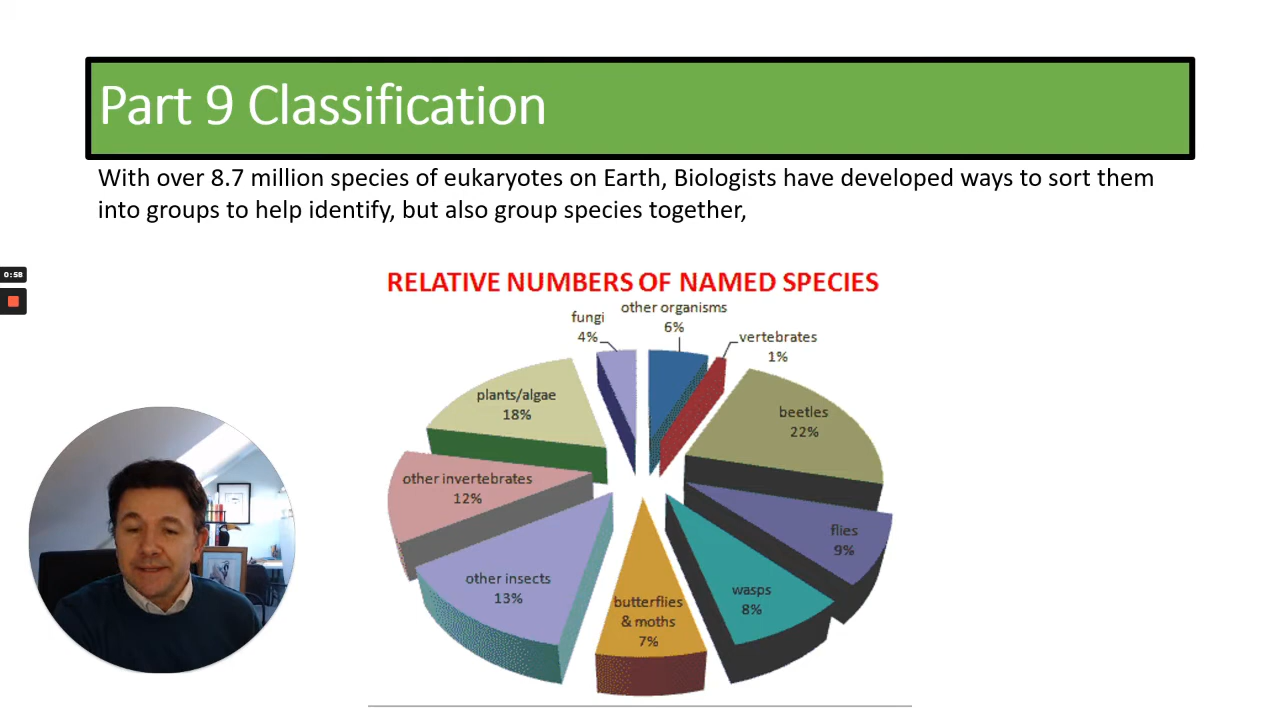 Part 9 Classification
With over 8.7 million species of eukaryotes on Earth, Biologists have developed ways to sort them
into groups to help identify, but also group species together,
0:58
RELATIVE NUMBERS OF NAMED SPECIES
other organisms
6%
fungi
4%
vertebrates
1%
plants/algae
18%
beetles
22%
other invertebrates
12%
flies
9%
other insects
13%
wasps
8%
butterflies
& moths
7%